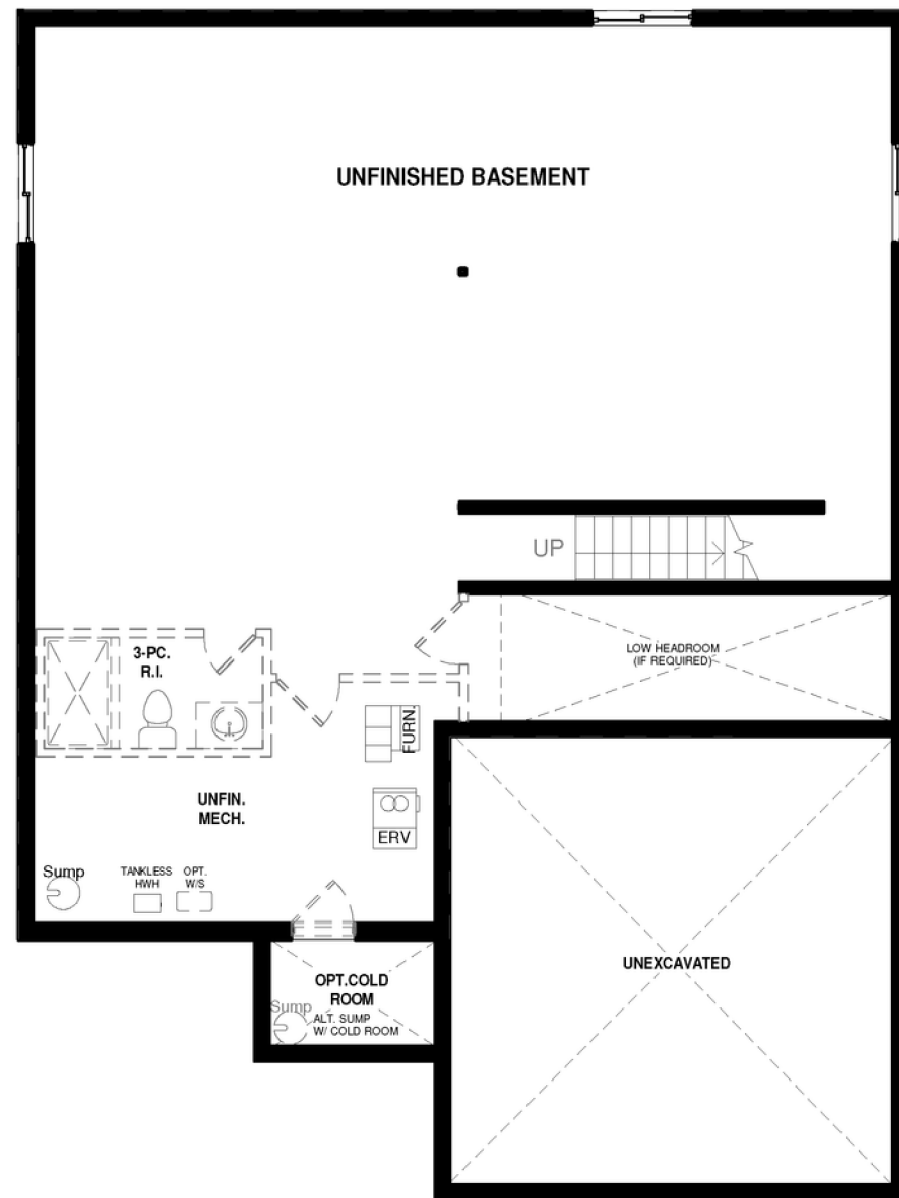 UNFINISHED BASEMENT
UP
3-PC.
R.I.
LOW HEADROOM
(IF REQUIRED)
FURN.
UNFIN.
MECH.
ERV
Sump
TANKLESS
HWH
OPT.
W/S
OPT.COLD
ROOM
Sump
ALT. SUMP
W/ COLD ROOM
UNEXCAVATED